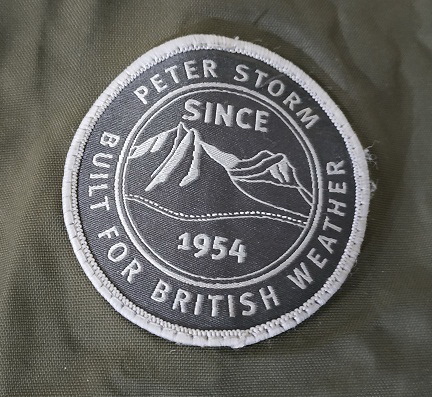 PETER STORM
SINCE
1954
BUILT FOR BRITISH WEATHER